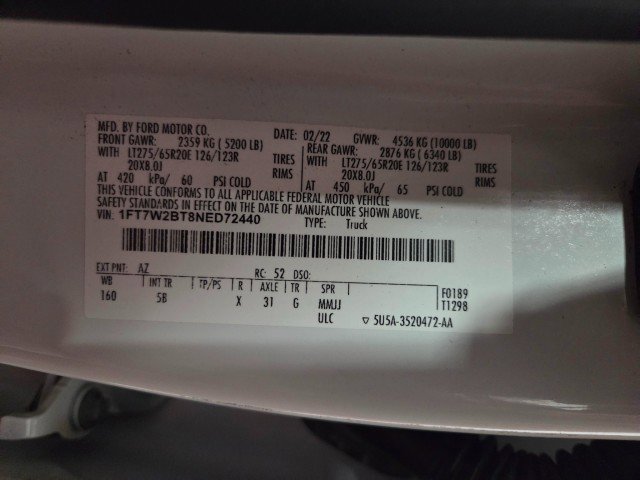 MFD. BY FORD MOTOR CO. DATE: 02/22 GVWR: 4536 KG (10000 LB)
FRONT GAWR: 2359 KG (5200 LB) REAR GAWR: 2876 KG (6340 LB)
WITH LT275/65R20E 126/123R TIRES WITH LT275/65R20E 126/123R TIRES
20X8.0J RIMS 20X8.0J RIMS
AT 420 kPa/ 60 PSI COLD AT 450 kPa/ 65 PSI COLD
THIS VEHICLE CONFORMS TO ALL APPLICABLE FEDERAL MOTOR VEHICLE
SAFETY STANDARDS IN EFFECT ON THE DATE OF MANUFACTURE SHOWN ABOVE.
VIN: 1FT7W2BT8NED72440 TYPE: Truck
EXT PNT: AZ RC: 52 DSO:
WB INT TR TP/PS R AXLE TR SPR F0189
160 5B X 31 G MMJJ T1298
ULC ▽ 5U5A-3520472-AA